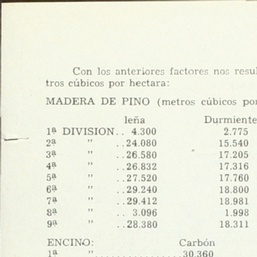 Con los anteriores factores nos resul
tros cúbicos por hectara:
MADERA DE PINO (metros cúbicos por
leña Durmiente
1ª DIVISION.. 4.300 2.775
2ª " ..24.080 15.540
3ª " ..26.580 17.205
4ª " ..26.832 17.316
5ª " ..27.520 17.760
6ª " ..29.240 18.800
7ª " ..29.412 18.981
8ª " .. 3.096 1.998
9ª " ..28.380 18.311
ENCINO: Carbón
1ª " ................30.360